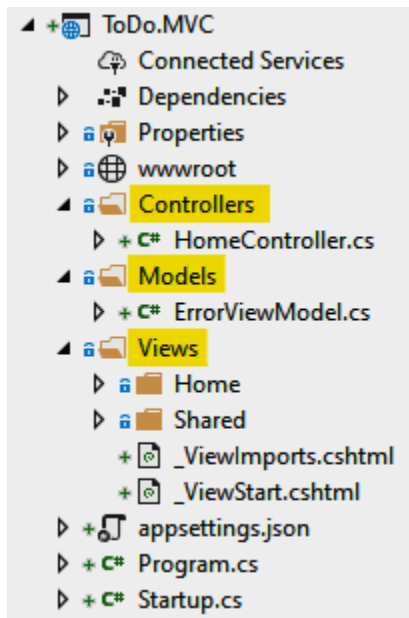 ToDo.MVC
Connected Services
Dependencies
Properties
wwwroot
Controllers
C# HomeController.cs
Models
C# ErrorViewModel.cs
Views
Home
Shared
_ViewImports.cshtml
_ViewStart.cshtml
appsettings.json
C# Program.cs
C# Startup.cs